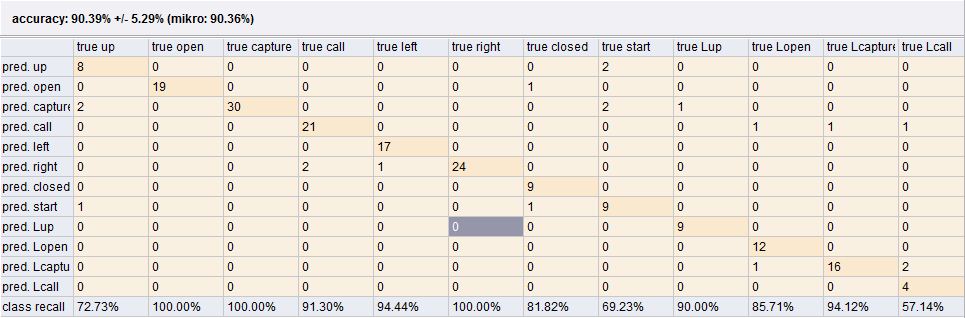 accuracy: 90.39% +/- 5.29% (mikro: 90.36%)
true up true open true capture true call true left true right true closed true start true Lup true Lopen true Lcapture true Lcall
pred. up 8 0 0 0 0 0 0 2 0 0 0 0
pred. open 0 19 0 0 0 0 1 0 0 0 0 0
pred. capture 2 0 30 0 0 0 0 2 1 0 0 0
pred. call 0 0 0 21 0 0 0 0 0 1 1 1
pred. left 0 0 0 0 17 0 0 0 0 0 0 0
pred. right 0 0 0 2 1 24 0 0 0 0 0 0
pred. closed 0 0 0 0 0 0 9 0 0 0 0 0
pred. start 1 0 0 0 0 0 1 9 0 0 0 0
pred. Lup 0 0 0 0 0 0 0 0 9 0 0 0
pred. Lopen 0 0 0 0 0 0 0 0 0 12 0 0
pred. Lcaptu 0 0 0 0 0 0 0 0 0 1 16 2
pred. Lcall 0 0 0 0 0 0 0 0 0 0 0 4
class recall 72.73% 100.00% 100.00% 91.30% 94.44% 100.00% 81.82% 69.23% 90.00% 85.71% 94.12% 57.14%